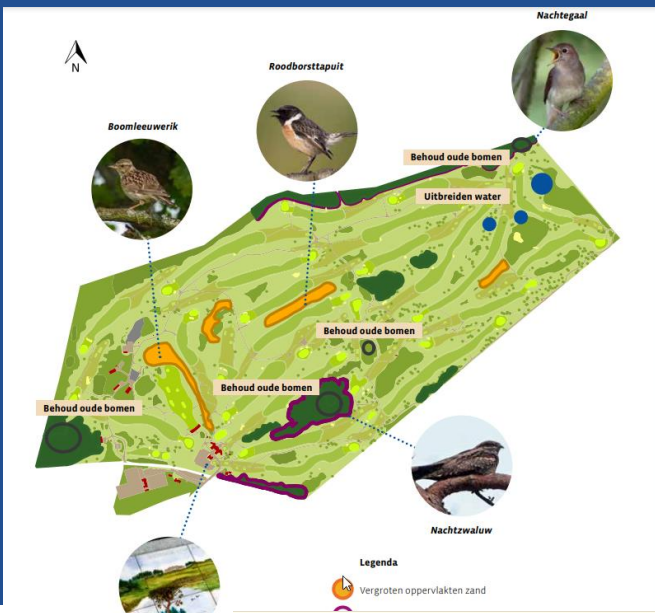 Nachtegaal
Roodborsttapuit
N
Boomleeuwerik
Behoud oude bomen
Uitbreiden water
Behoud oude bomen
Behoud oude bomen
Behoud oude bomen
Nachtzwaluw
Legenda
Vergroten oppervlakten zand